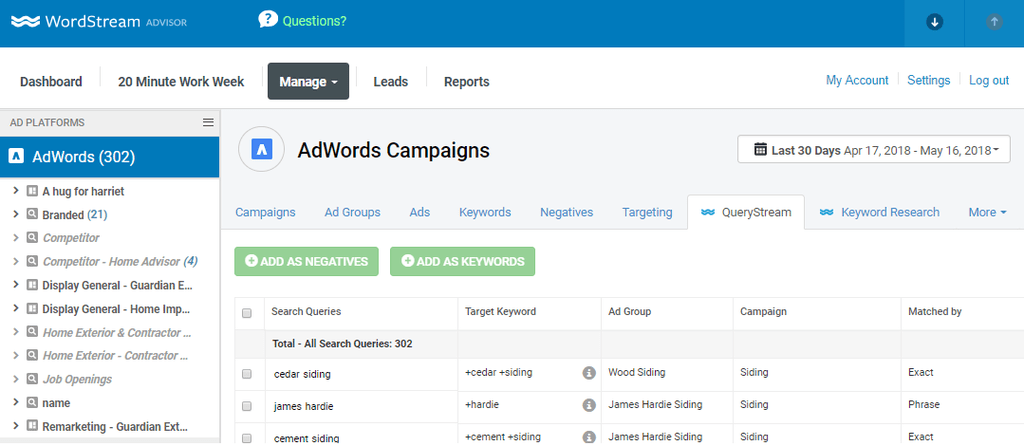 WordStream ADVISOR
? Questions?
Dashboard 20 Minute Work Week Manage Leads Reports
My Account Settings Log out
AD PLATFORMS
AdWords (302)
A hug for harriet
Branded (21)
Competitor
Competitor - Home Advisor (4)
Display General - Guardian E...
Display General - Home Imp...
Home Exterior & Contractor ...
Home Exterior - Contractor ...
Job Openings
name
Remarketing - Guardian Ext...
AdWords Campaigns
Last 30 Days Apr 17, 2018 - May 16, 2018
Campaigns Ad Groups Ads Keywords Negatives Targeting QueryStream Keyword Research More
ADD AS NEGATIVES ADD AS KEYWORDS
Search Queries Target Keyword Ad Group Campaign Matched by
Total - All Search Queries: 302
cedar siding +cedar +siding Wood Siding Siding Exact
james hardie +hardie James Hardie Siding Siding Phrase
cement siding +cement +siding James Hardie Siding Siding Exact